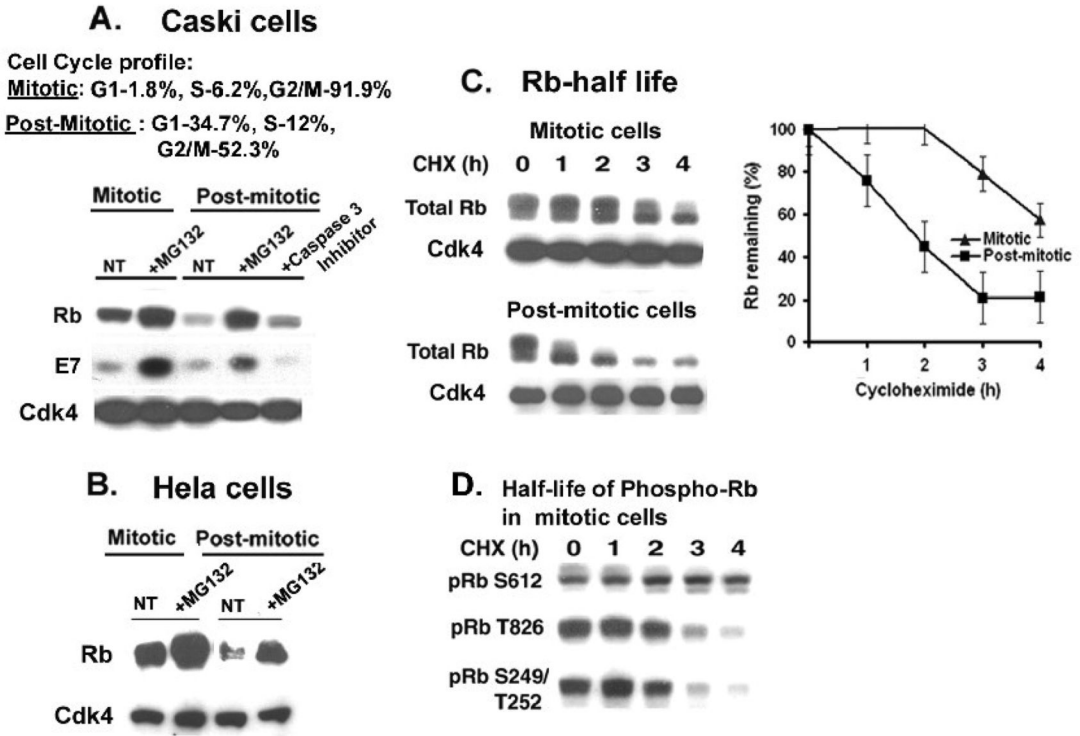 A. Caski cells
Cell Cycle profile:
Mitotic: G1-1.8%, S-6.2%,G2/M-91.9%
Post-Mitotic : G1-34.7%, S-12%,
G2/M-52.3%
Mitotic Post-mitotic
NT +MG132 NT +MG132 +Caspase 3 Inhibitor
Rb
E7
Cdk4
B. Hela cells
Mitotic Post-mitotic
NT +MG132 NT +MG132
Rb
Cdk4
C. Rb-half life
Mitotic cells
CHX (h) 0 1 2 3 4
Total Rb
Cdk4
Post-mitotic cells
Total Rb
Cdk4
Rb remaining (%)
100
80
60
40
20
0
1 2 3 4
Cycloheximide (h)
Mitotic
Post-mitotic
D. Half-life of Phospho-Rb
in mitotic cells
CHX (h) 0 1 2 3 4
pRb S612
pRb T826
pRb S249/
T252